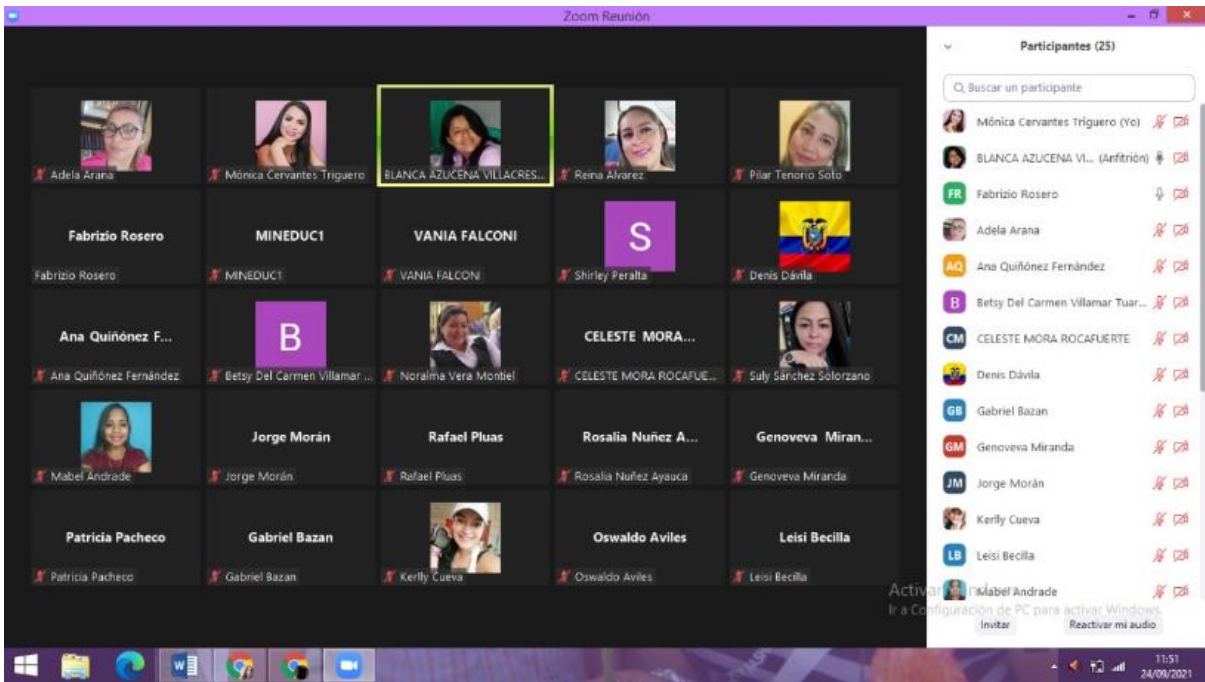 Zoom Reunión
Adela Arana
Mónica Cervantes Triguero
BLANCA AZUCENA VILLACRES...
Reina Alvarez
Pilar Tenorio Soto
Fabrizio Rosero
MINEDUC1
VANIA FALCONI
S
Fabrizio Rosero
MINEDUC1
VANIA FALCON
Shirley Peralta
Denis Dávila
Ana Quiñónez F...
B
CELESTE MORA...
Ana Quiñónez Fernández
Betsy Del Carmen Villamar ...
Noralma Vera Montiel
CELESTE MORA ROCAFUE...
Suly Sánchez Solorzano
Jorge Morán
Rafael Pluas
Rosalia Nuñez A...
Genoveva Miran...
Mabel Andrade
Jorge Morán
Rafael Pluas
Rosalia Nuñez Ayauca
Genoveva Miranda
Patricia Pacheco
Gabriel Bazan
Oswaldo Aviles
Leisi Becilla
Patricia Pacheco
Gabriel Bazan
Kerlly Cueva
Oswaldo Aviles
Leisi Becilla
Participantes (25)
Buscar un participante
Mónica Cervantes Triguero (Yo)
BLANCA AZUCENA VI... (Anfitrión)
FR Fabrizio Rosero
Adela Arana
AQ Ana Quiñónez Fernández
B Betsy Del Carmen Villamar Tuar...
CM CELESTE MORA ROCAFUERTE
Denis Dávila
GB Gabriel Bazan
GM Genoveva Miranda
JM Jorge Morán
Kerlly Cueva
LB Leisi Becilla
Mabel Andrade
Activar Windows
Ir a Configuración de PC para activar Windows.
Invitar
Reactivar mi audio
11:51
24/09/2021